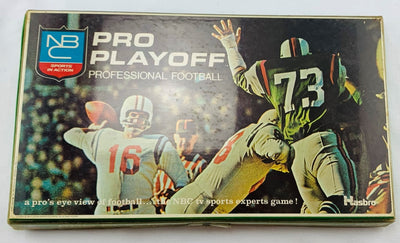 NBC
SPORTS
IN ACTION
PRO
PLAYOFF
PROFESSIONAL FOOTBALL
73
16
8
a pro's eye view of football... the NBC tv sports experts game!
Hasbro